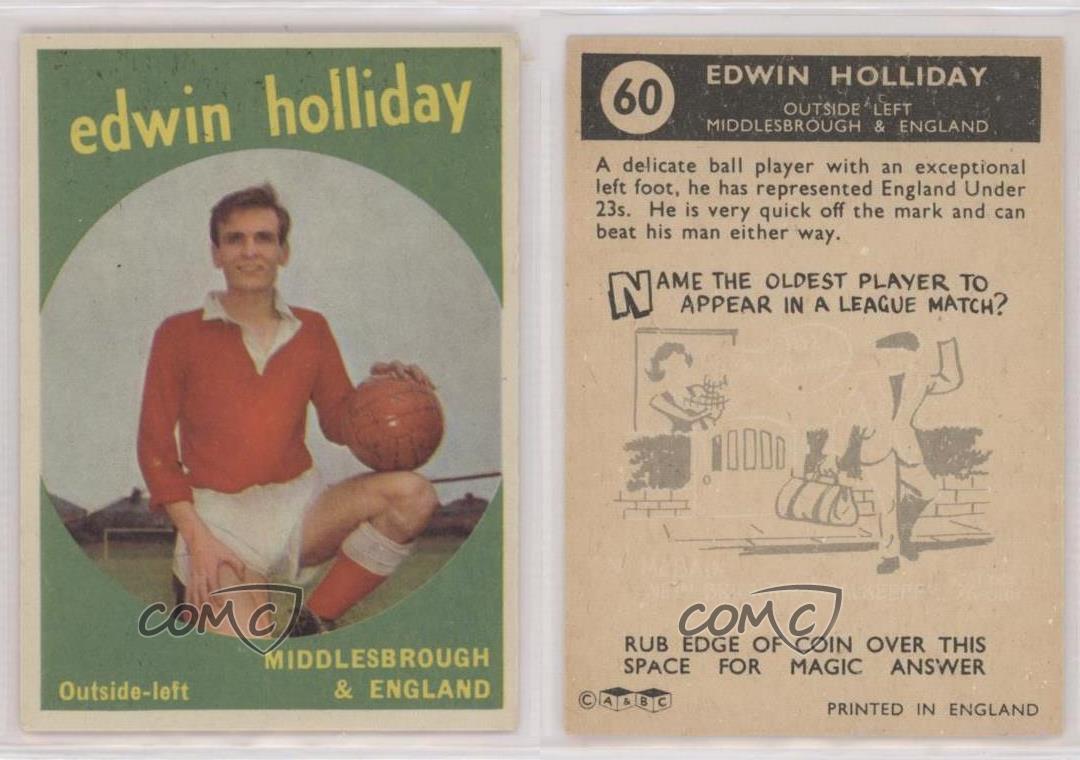 edwin holliday
MIDDLESBROUGH
& ENGLAND
Outside-left
COMC
60
EDWIN HOLLIDAY
OUTSIDE LEFT
MIDDLESBROUGH & ENGLAND
A delicate ball player with an exceptional
left foot, he has represented England Under
23s. He is very quick off the mark and can
beat his man either way.
NAME THE OLDEST PLAYER TO
APPEAR IN A LEAGUE MATCH?
COMC
RUB EDGE OF COIN OVER THIS
SPACE FOR MAGIC ANSWER
© A & BC
PRINTED IN ENGLAND